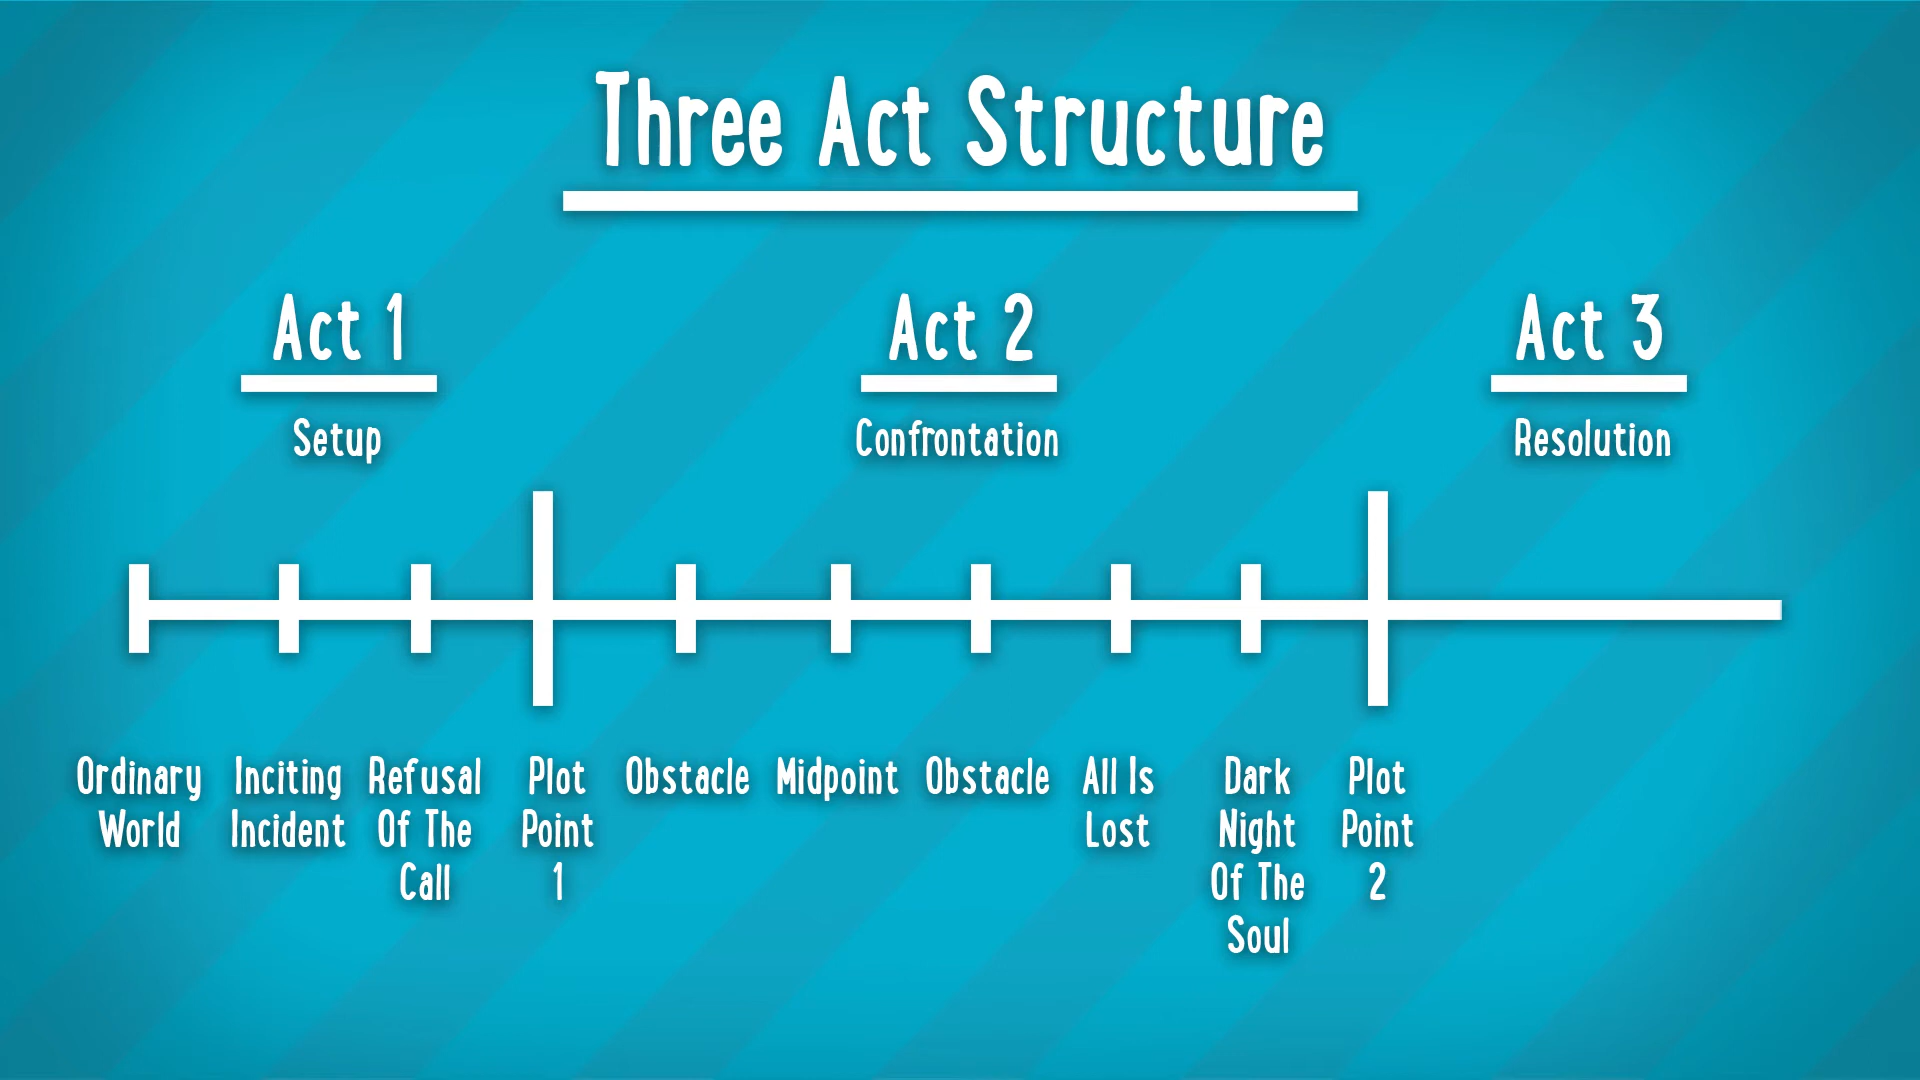 Three Act Structure
Act 1
Setup
Act 2
Confrontation
Act 3
Resolution
Ordinary
World
Inciting
Incident
Refusal
Of The
Call
Plot
Point
1
Obstacle
Midpoint
Obstacle
All Is
Lost
Dark
Night
Of The
Soul
Plot
Point
2